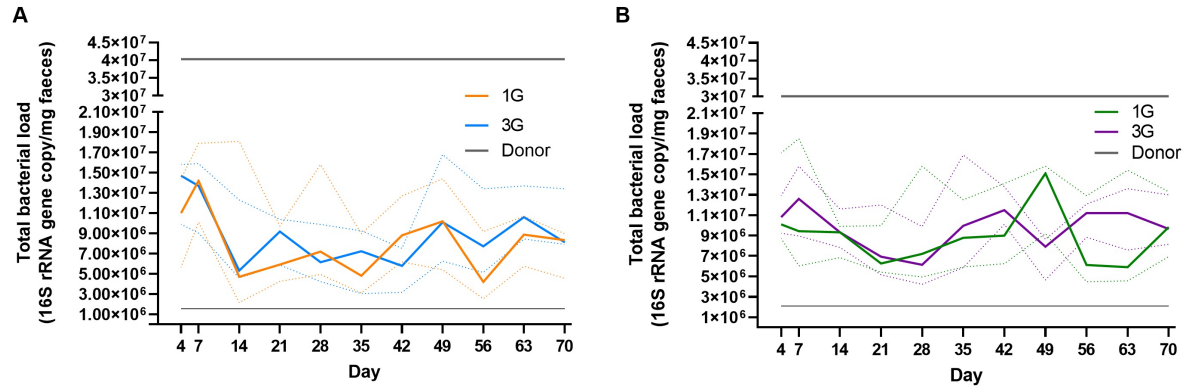 A
Total bacterial load
(16S rRNA gene copy/mg faeces)
4.5×10⁷
4×10⁷
3.5×10⁷
3×10⁷
2.10×10⁷
1.90×10⁷
1.70×10⁷
1.50×10⁷
1.30×10⁷
1.10×10⁷
9.00×10⁶
7.00×10⁶
5.00×10⁶
3.00×10⁶
1.00×10⁶
1G
3G
Donor
4 7 14 21 28 35 42 49 56 63 70
Day
B
Total bacterial load
(16S rRNA gene copy/mg faeces)
4.5×10⁷
4×10⁷
3.5×10⁷
3×10⁷
2.1×10⁷
1.9×10⁷
1.7×10⁷
1.5×10⁷
1.3×10⁷
1.1×10⁷
9×10⁶
7×10⁶
5×10⁶
3×10⁶
1×10⁶
1G
3G
Donor
4 7 14 21 28 35 42 49 56 63 70
Day